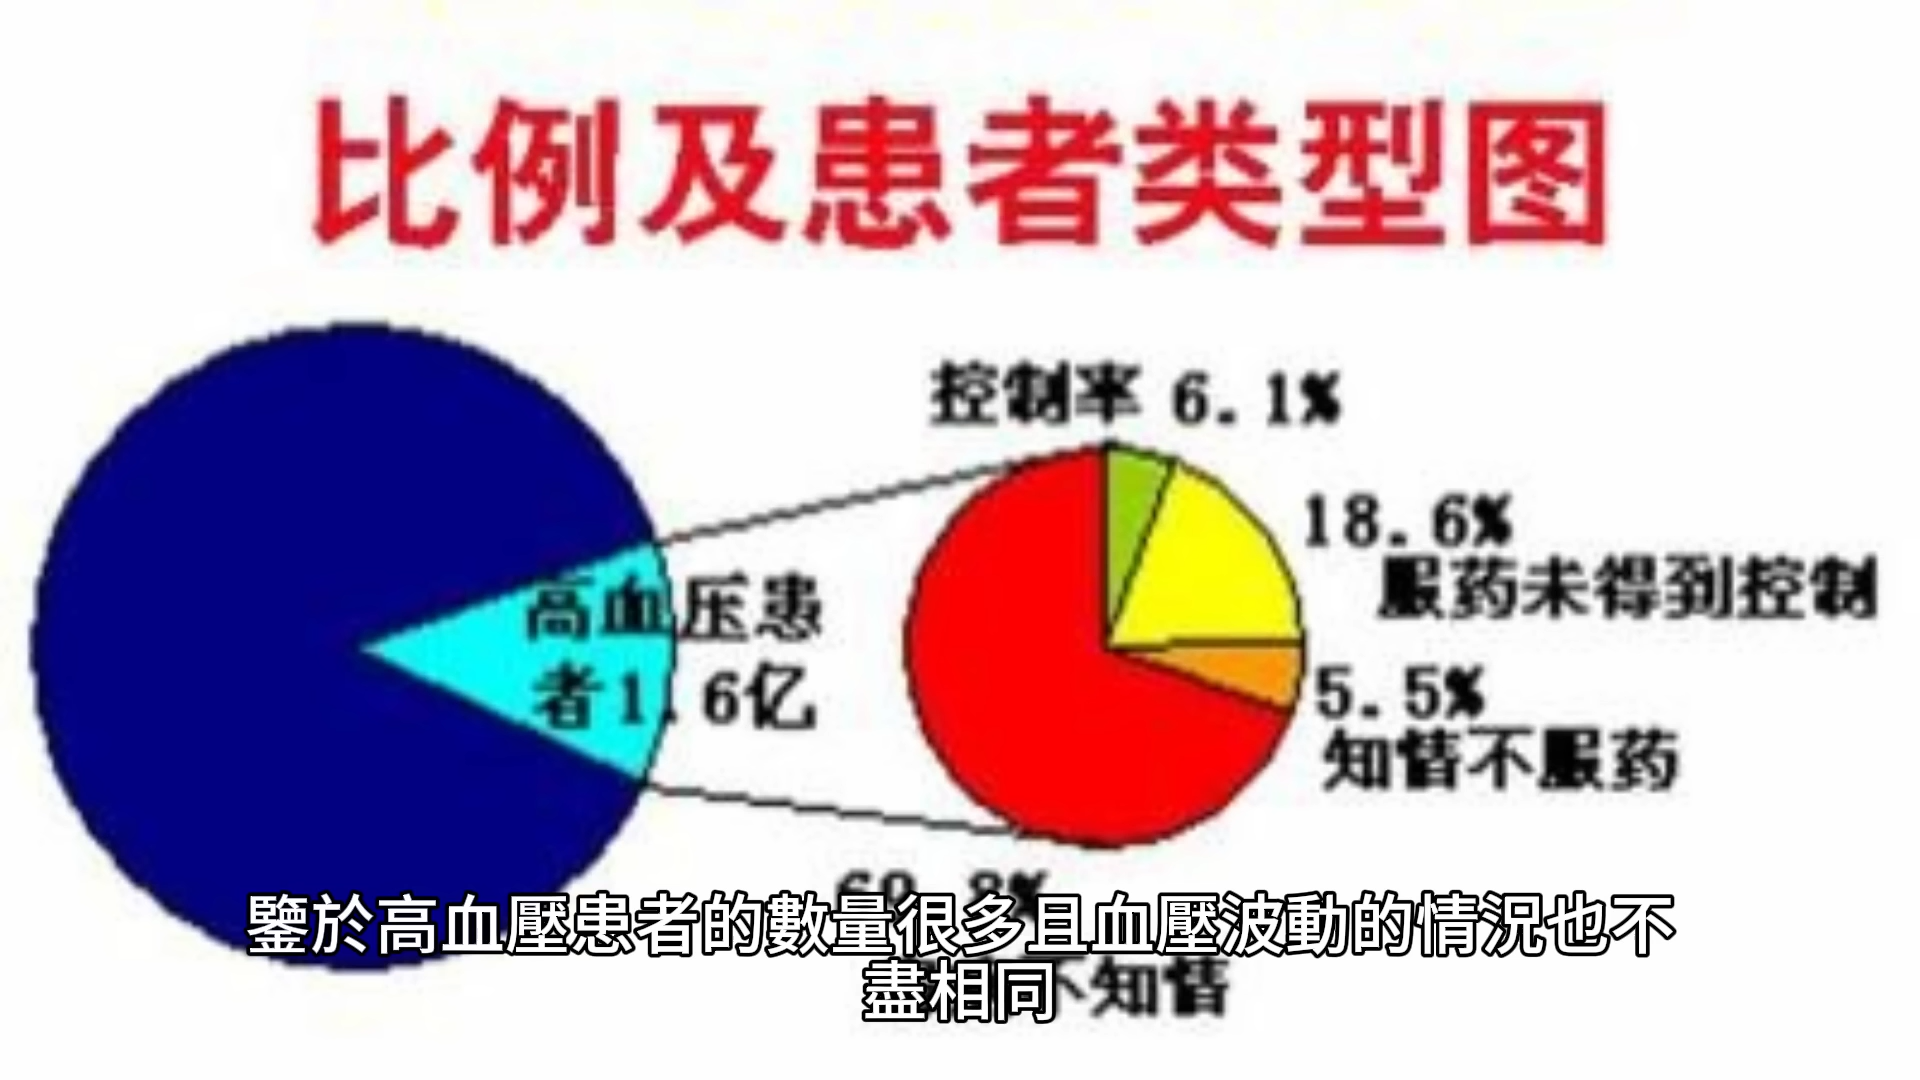 比例及患者类型图
控制率 6.1%
18.6%
服药未得到控制
高血压患
者1.6亿
5.5%
知情不服药
鑒於高血壓患者的數量很多且血壓波動的情況也不
盡相同
不知情